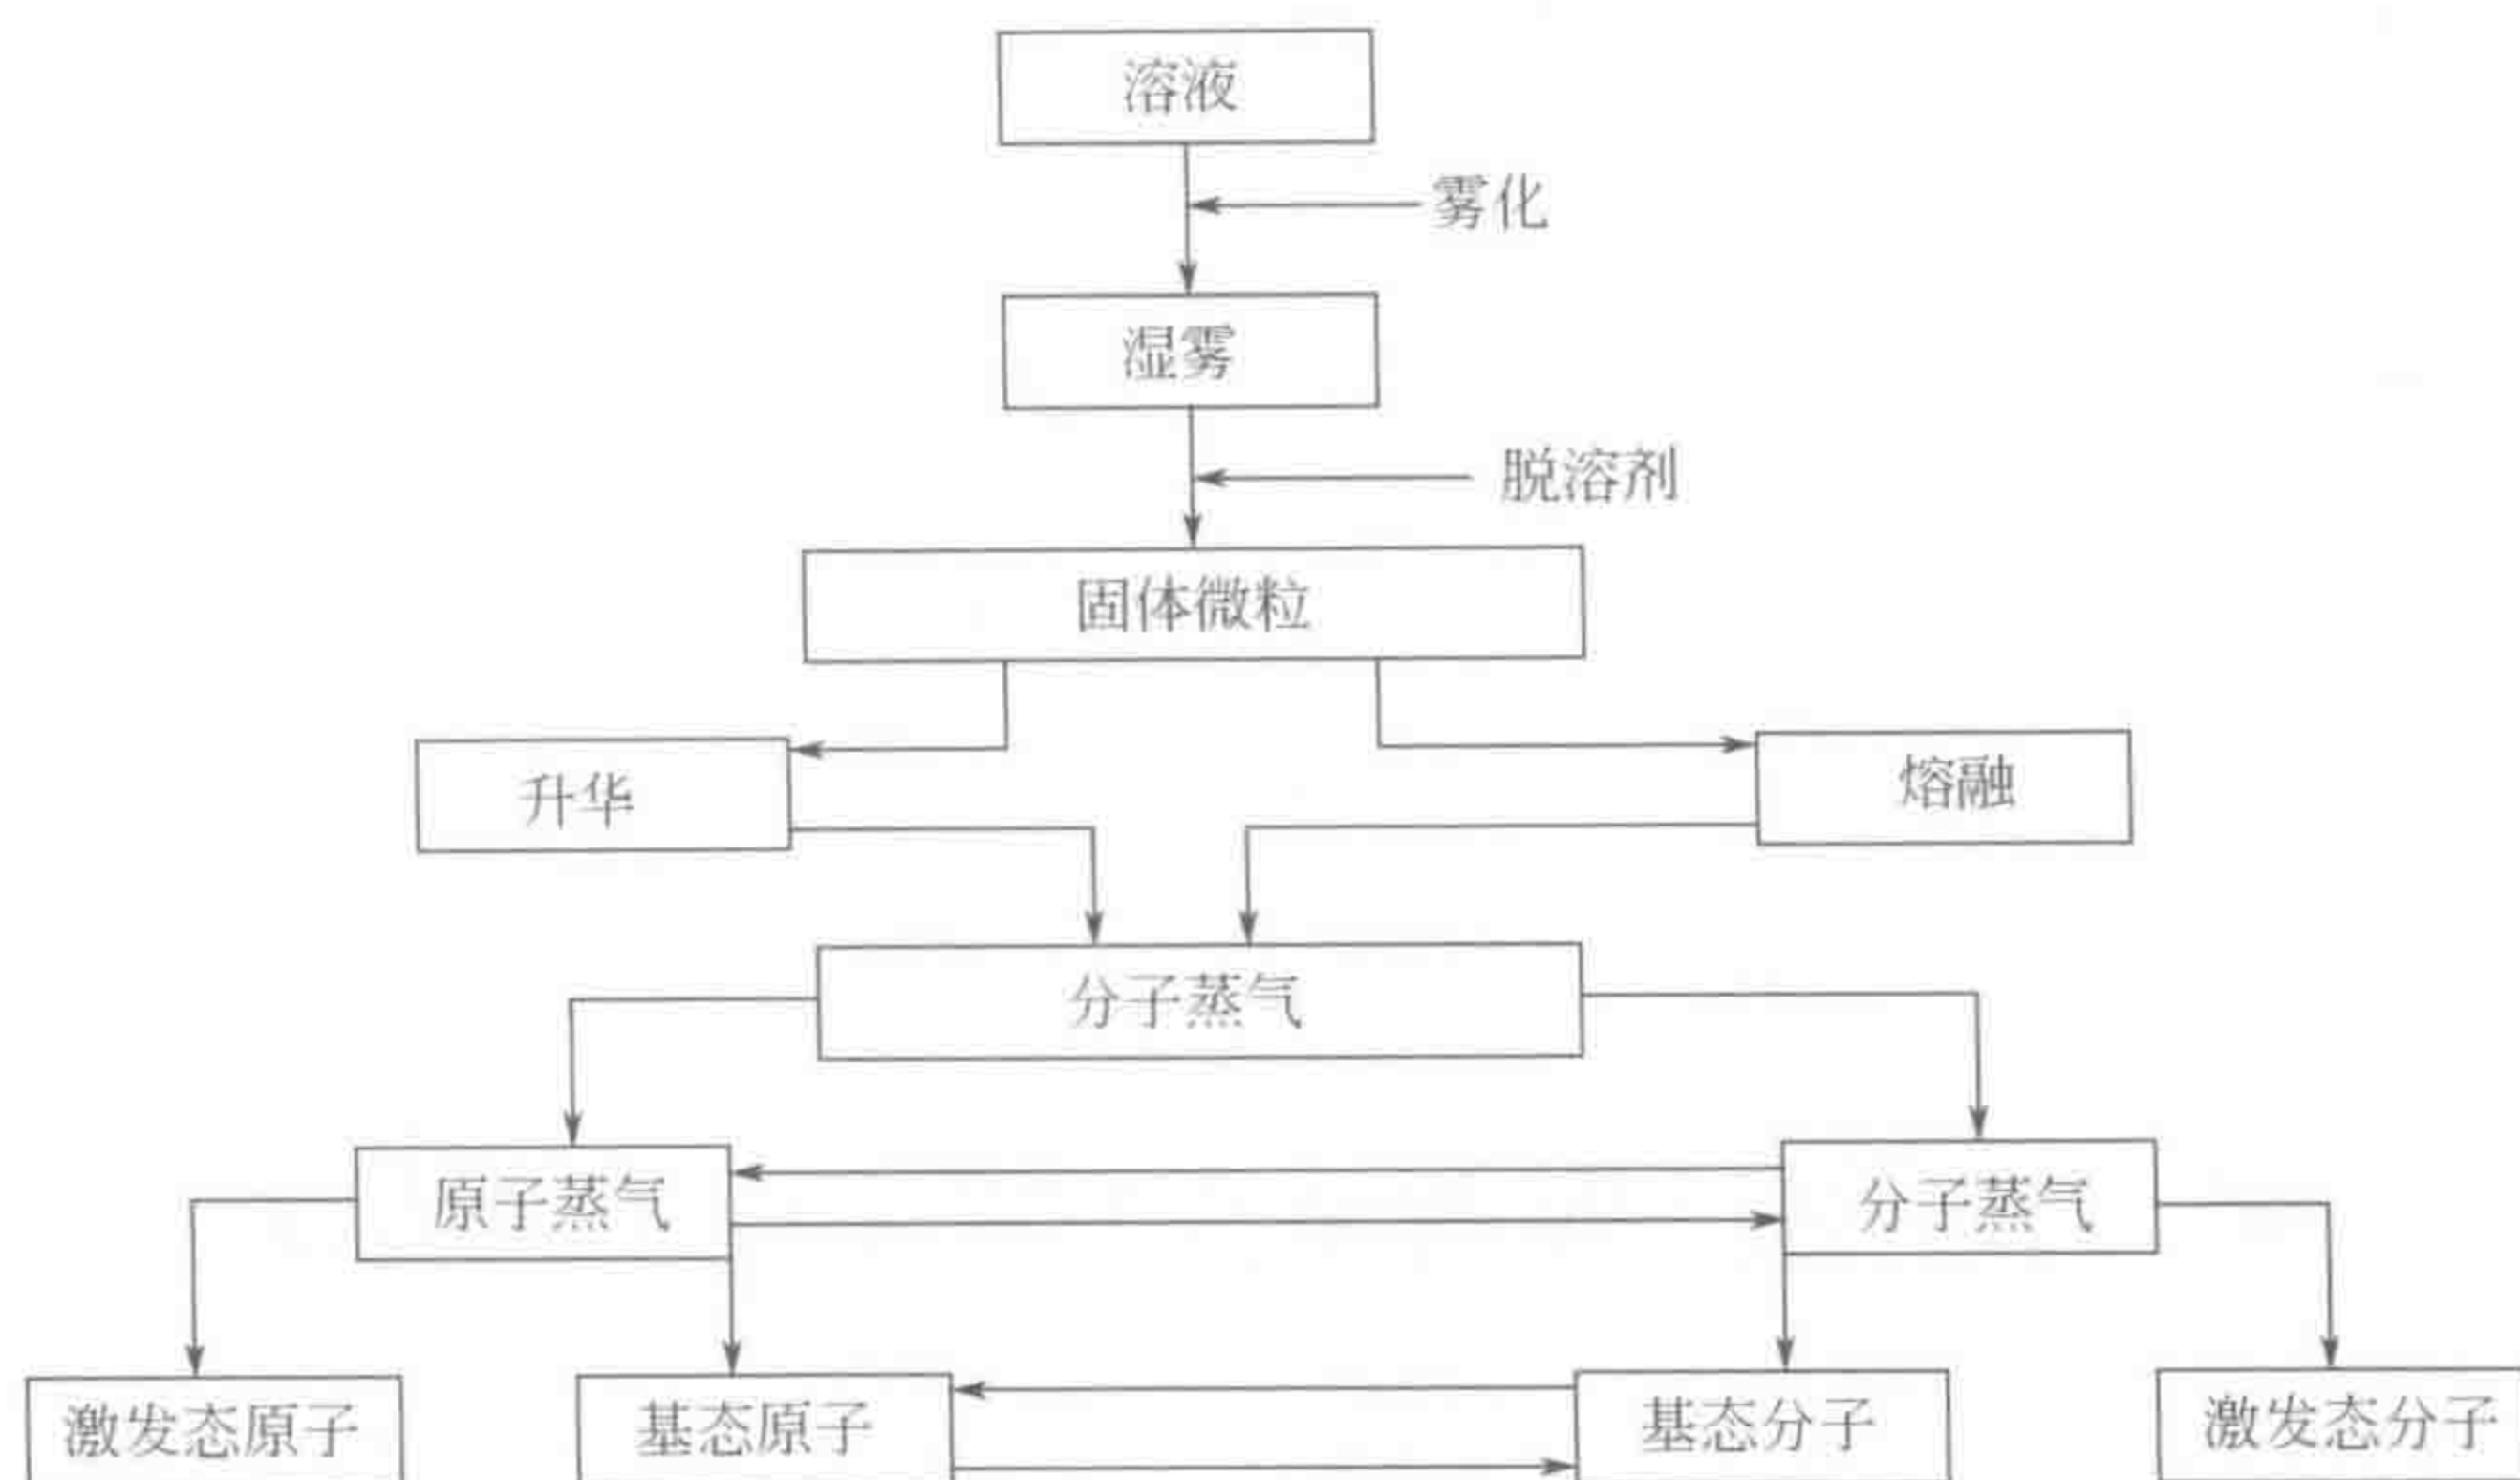 溶液
雾化
湿雾
脱溶剂
固体微粒
升华
熔融
分子蒸气
原子蒸气
分子蒸气
激发态原子
基态原子
基态分子
激发态分子